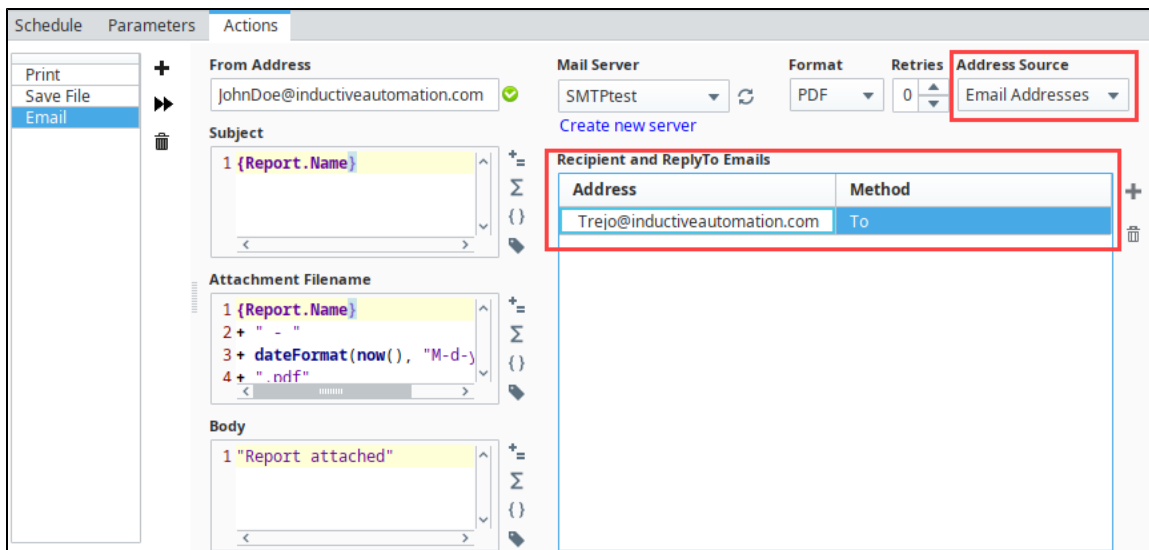 Schedule Parameters Actions
Print
Save File
Email
From Address
JohnDoe@inductiveautomation.com
Subject
1 {Report.Name}
Attachment Filename
1 {Report.Name}
2 + " - "
3 + dateFormat(now(), "M-d-y
4 + ".pdf"
Body
1 "Report attached"
Mail Server
SMTPtest
Create new server
Format
PDF
Retries
0
Address Source
Email Addresses
Recipient and ReplyTo Emails
Address Method
Trejo@inductiveautomation.com To